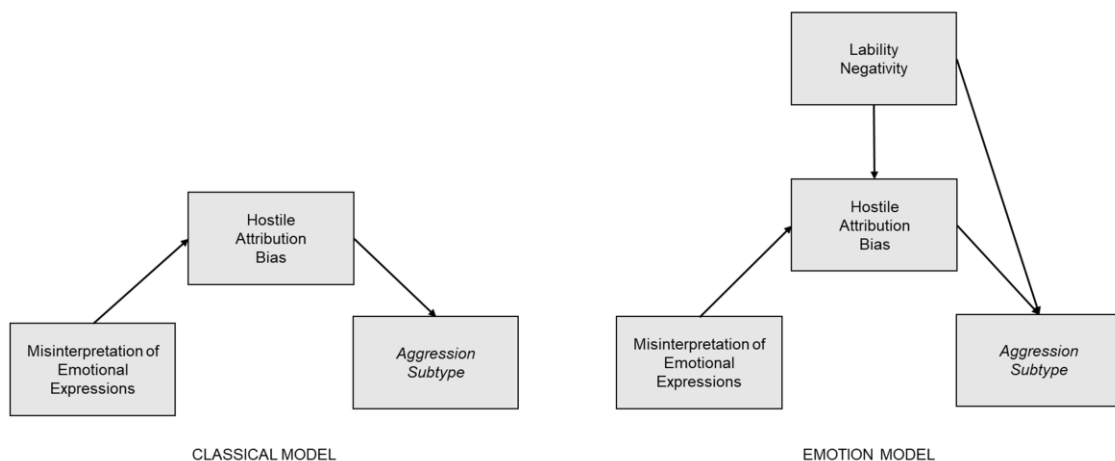 Hostile
Attribution
Bias
Misinterpretation of
Emotional
Expressions
Aggression
Subtype
CLASSICAL MODEL
Lability
Negativity
Hostile
Attribution
Bias
Misinterpretation of
Emotional
Expressions
Aggression
Subtype
EMOTION MODEL